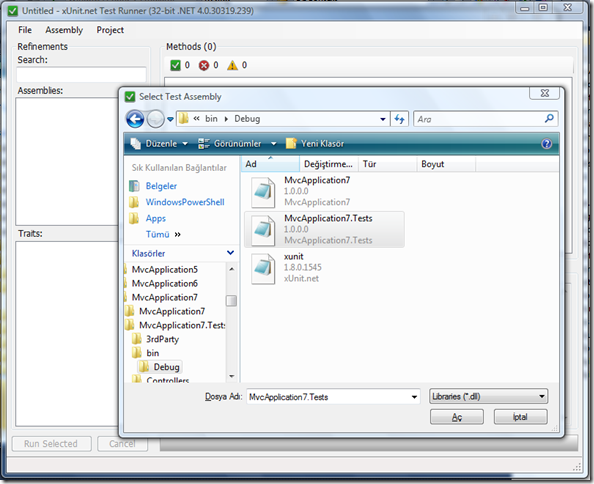 Untitled - xUnit.net Test Runner (32-bit .NET 4.0.30319.239)
File Assembly Project
Refinements
Search:
Assemblies:
Traits:
Methods (0)
0 0 0
Select Test Assembly
« bin Debug
Ara
Düzenle Görünümler Yeni Klasör
Sık Kullanılan Bağlantılar
Belgeler
WindowsPowerShell
Apps
Tümü »
Klasörler
MvcApplication5
MvcApplication6
MvcApplication7
MvcApplication7
MvcApplication7.Tests
3rdParty
bin
Debug
Controllers
Ad Değiştirme... Tür Boyut
MvcApplication7
1.0.0.0
MvcApplication7
MvcApplication7.Tests
1.0.0.0
MvcApplication7.Tests
xunit
1.8.0.1545
xUnit.net
Dosya Adı: MvcApplication7.Tests
Libraries (*.dll)
Aç İptal
Run Selected Cancel